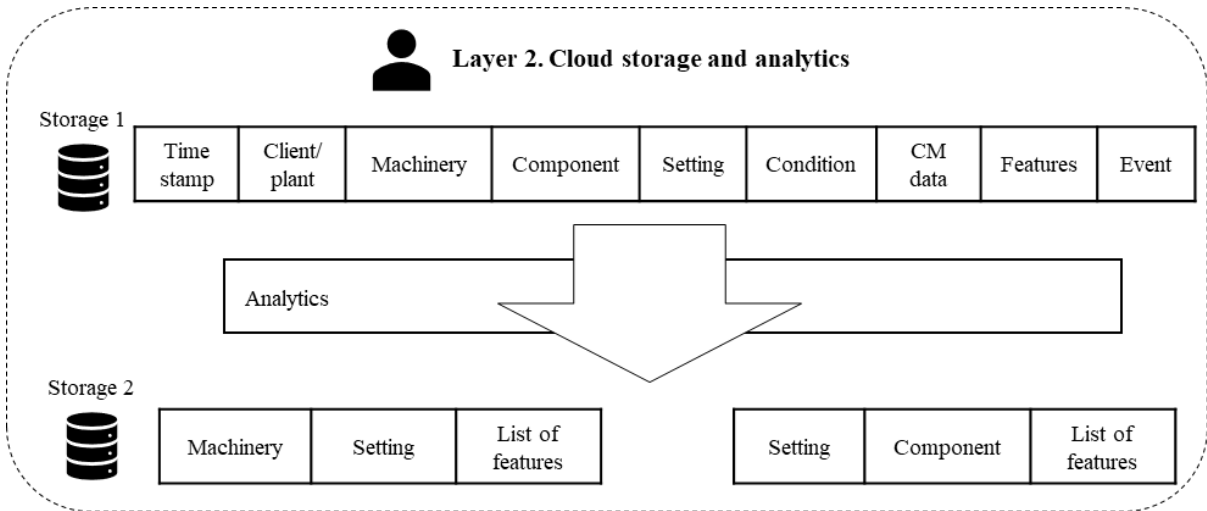 Layer 2. Cloud storage and analytics
Storage 1
Time
stamp
Client/
plant
Machinery
Component
Setting
Condition
CM
data
Features
Event
Analytics
Storage 2
Machinery
Setting
List of
features
Setting
Component
List of
features